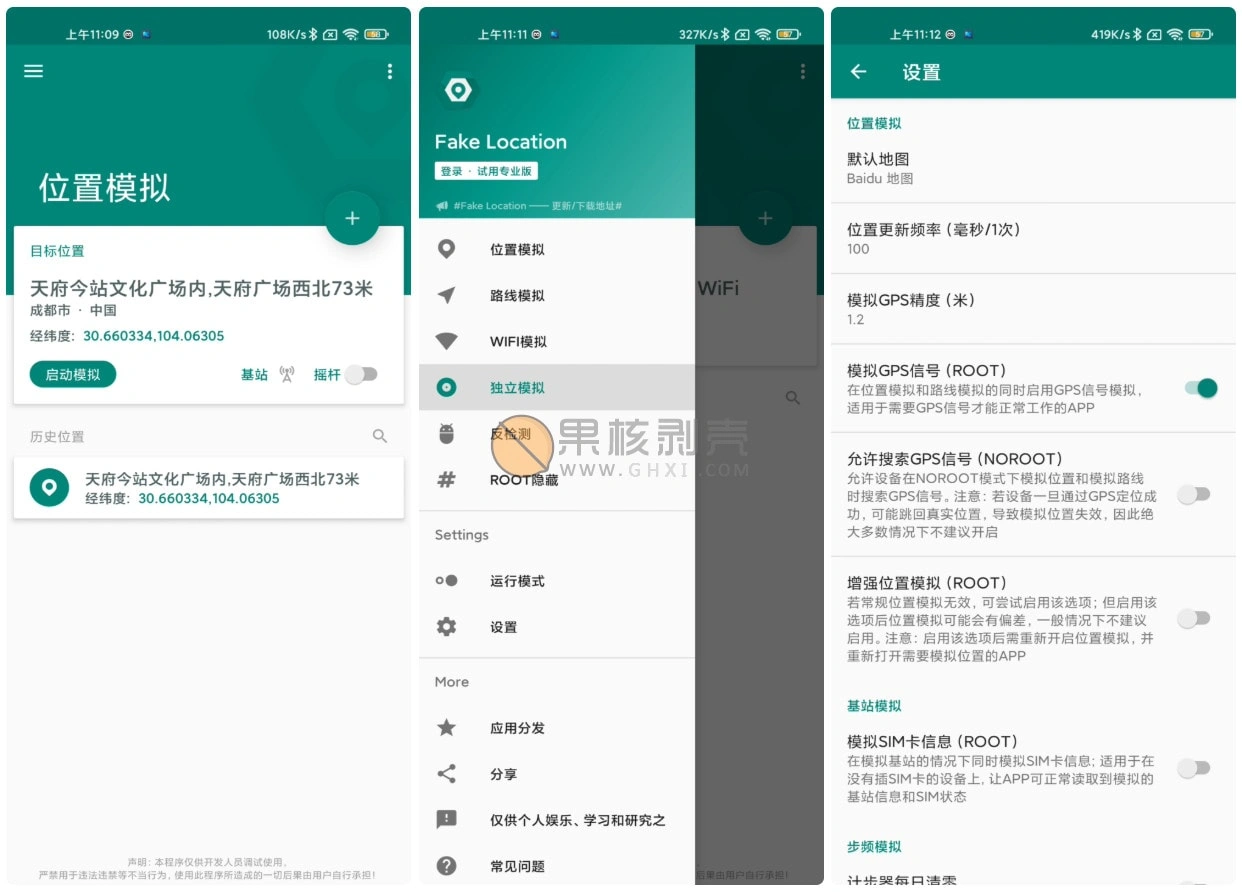 上午11:09
108K/s
58
位置模拟
目标位置
天府今站文化广场内,天府广场西北73米
成都市 · 中国
经纬度: 30.660334,104.06305
启动模拟
基站
摇杆
历史位置
天府今站文化广场内,天府广场西北73米
经纬度: 30.660334,104.06305
声明: 本程序仅供开发人员调试使用,
严禁用于违法违禁等不当行为, 使用此程序所造成的一切后果由用户自行承担!
上午11:11
327K/s
57
Fake Location
登录 · 试用专业版
#Fake Location —— 更新/下载地址#
位置模拟
路线模拟
WiFi
WIFI模拟
独立模拟
反检测
ROOT隐藏
果核剥壳
WWW.GHXI.COM
Settings
运行模式
设置
More
应用分发
分享
仅供个人娱乐、学习和研究之
常见问题
后果由用户自行承担!
上午11:12
419K/s
57
设置
位置模拟
默认地图
Baidu 地图
位置更新频率 (毫秒/1次)
100
模拟GPS精度 (米)
1.2
模拟GPS信号 (ROOT)
在位置模拟和路线模拟的同时启用GPS信号模拟,
适用于需要GPS信号才能正常工作的APP
允许搜索GPS信号 (NOROOT)
允许设备在NOROOT模式下模拟位置和模拟路线
时搜索GPS信号。注意: 若设备一旦通过GPS定位成
功, 可能跳回真实位置, 导致模拟位置失效, 因此绝
大多数情况下不建议开启
增强位置模拟 (ROOT)
若常规位置模拟无效, 可尝试启用该选项; 但启用该
选项后位置模拟可能会有偏差, 一般情况下不建议
启用。注意: 启用该选项后需重新开启位置模拟, 并
重新打开需要模拟位置的APP
基站模拟
模拟SIM卡信息 (ROOT)
在模拟基站的情况下同时模拟SIM卡信息; 适用于在
没有插SIM卡的设备上, 让APP可正常读取到模拟的
基站信息和SIM状态
步频模拟
计步器每日清零